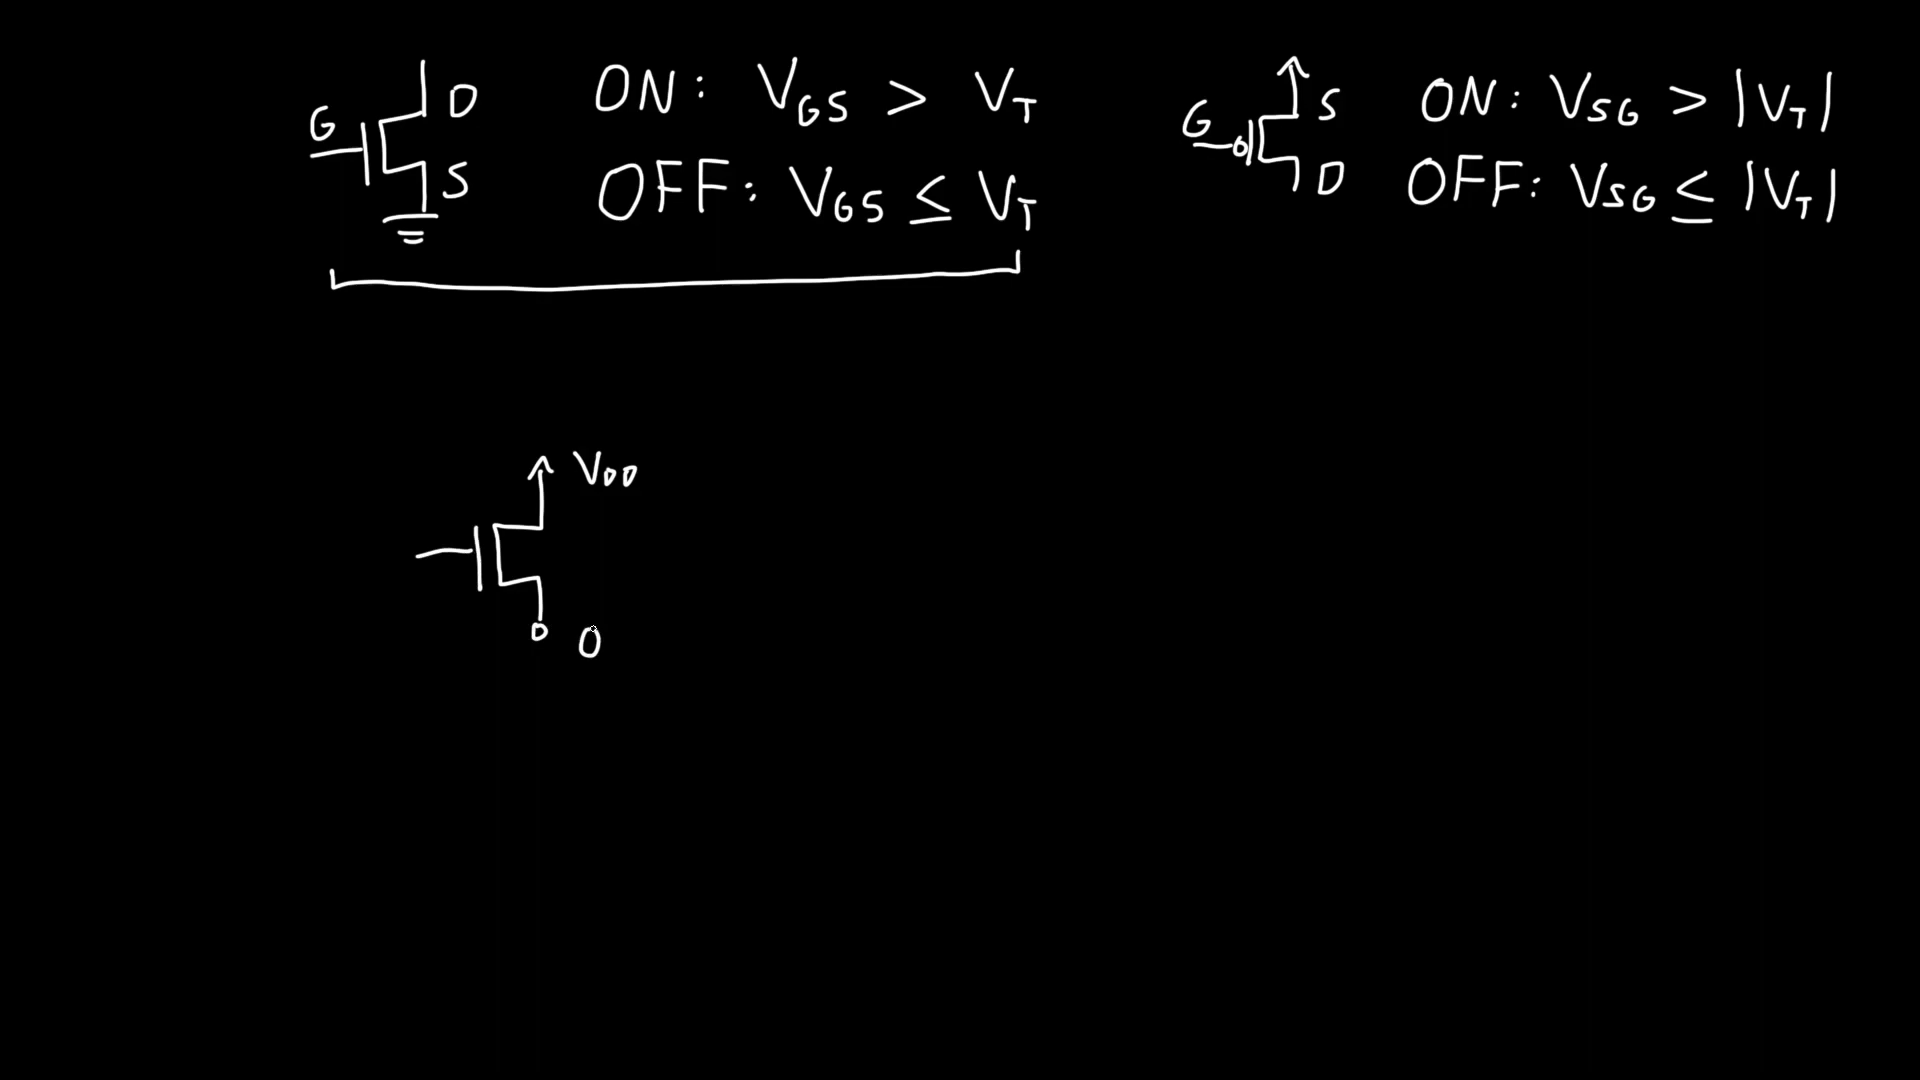 G D S
ON: VGS > VT
OFF: VGS ≤ VT
G S D
ON: VSG > |VT|
OFF: VSG ≤ |VT|
VDD
0